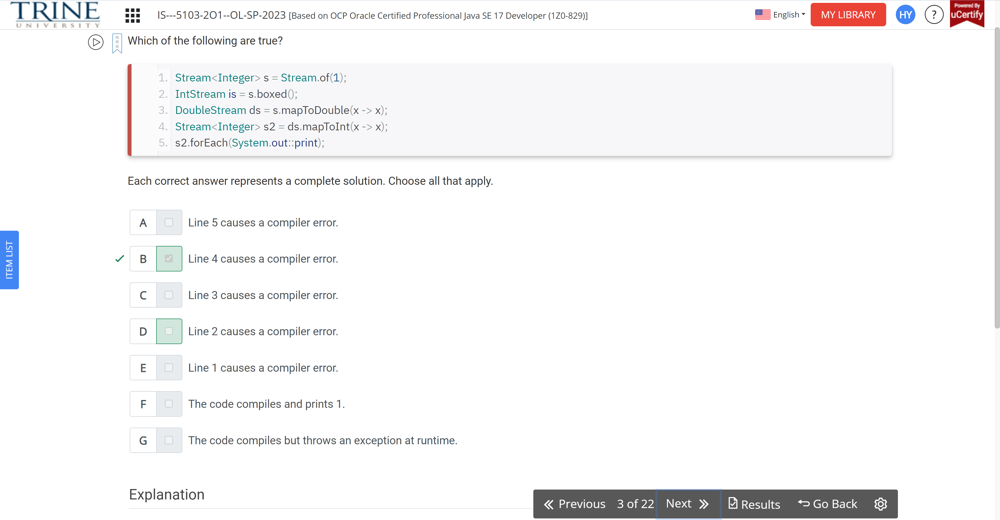 TRINE
UNIVERSITY
IS---5103-2O1--OL-SP-2023 [Based on OCP Oracle Certified Professional Java SE 17 Developer (1Z0-829)]
English
MY LIBRARY
HY
?
Powered By
uCertify
Which of the following are true?
1. Stream<Integer> s = Stream.of(1);
2. IntStream is = s.boxed();
3. DoubleStream ds = s.mapToDouble(x -> x);
4. Stream<Integer> s2 = ds.mapToInt(x -> x);
5. s2.forEach(System.out::print);
Each correct answer represents a complete solution. Choose all that apply.
A Line 5 causes a compiler error.
B Line 4 causes a compiler error.
C Line 3 causes a compiler error.
D Line 2 causes a compiler error.
E Line 1 causes a compiler error.
F The code compiles and prints 1.
G The code compiles but throws an exception at runtime.
ITEM LIST
Explanation
Previous 3 of 22 Next Results Go Back